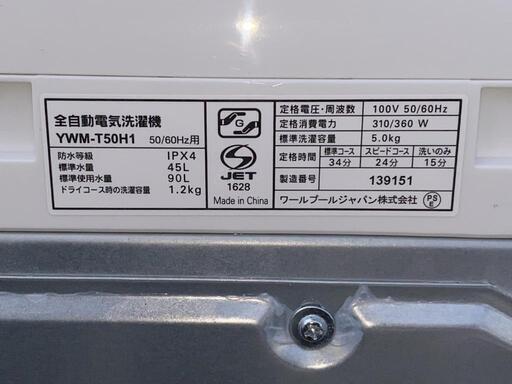 全自動電気洗濯機
YWM-T50H1 50/60Hz用
防水等級 IPX4
標準水量 45L
標準使用水量 90L
ドライコース時の洗濯容量 1.2kg
G
S
JET
1628
Made in China
定格電圧・周波数 100V 50/60Hz
定格消費電力 310/360 W
標準洗濯容量 5.0kg
定格時間 標準コース スピードコース 洗いのみ
34分 24分 15分
製造番号 139151
ワールプールジャパン株式会社 PS E